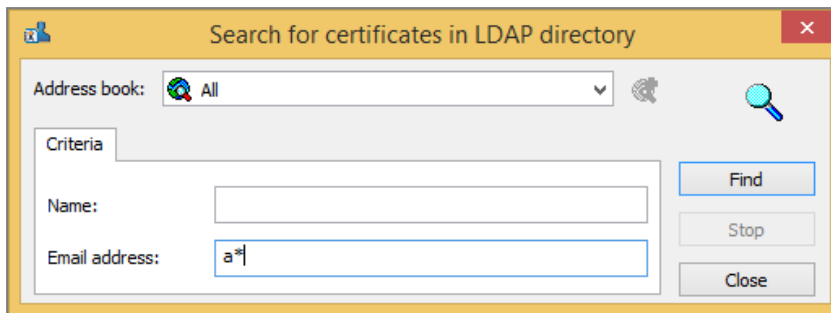 Search for certificates in LDAP directory
Address book: All
Criteria
Name:
Email address: a*
Find
Stop
Close